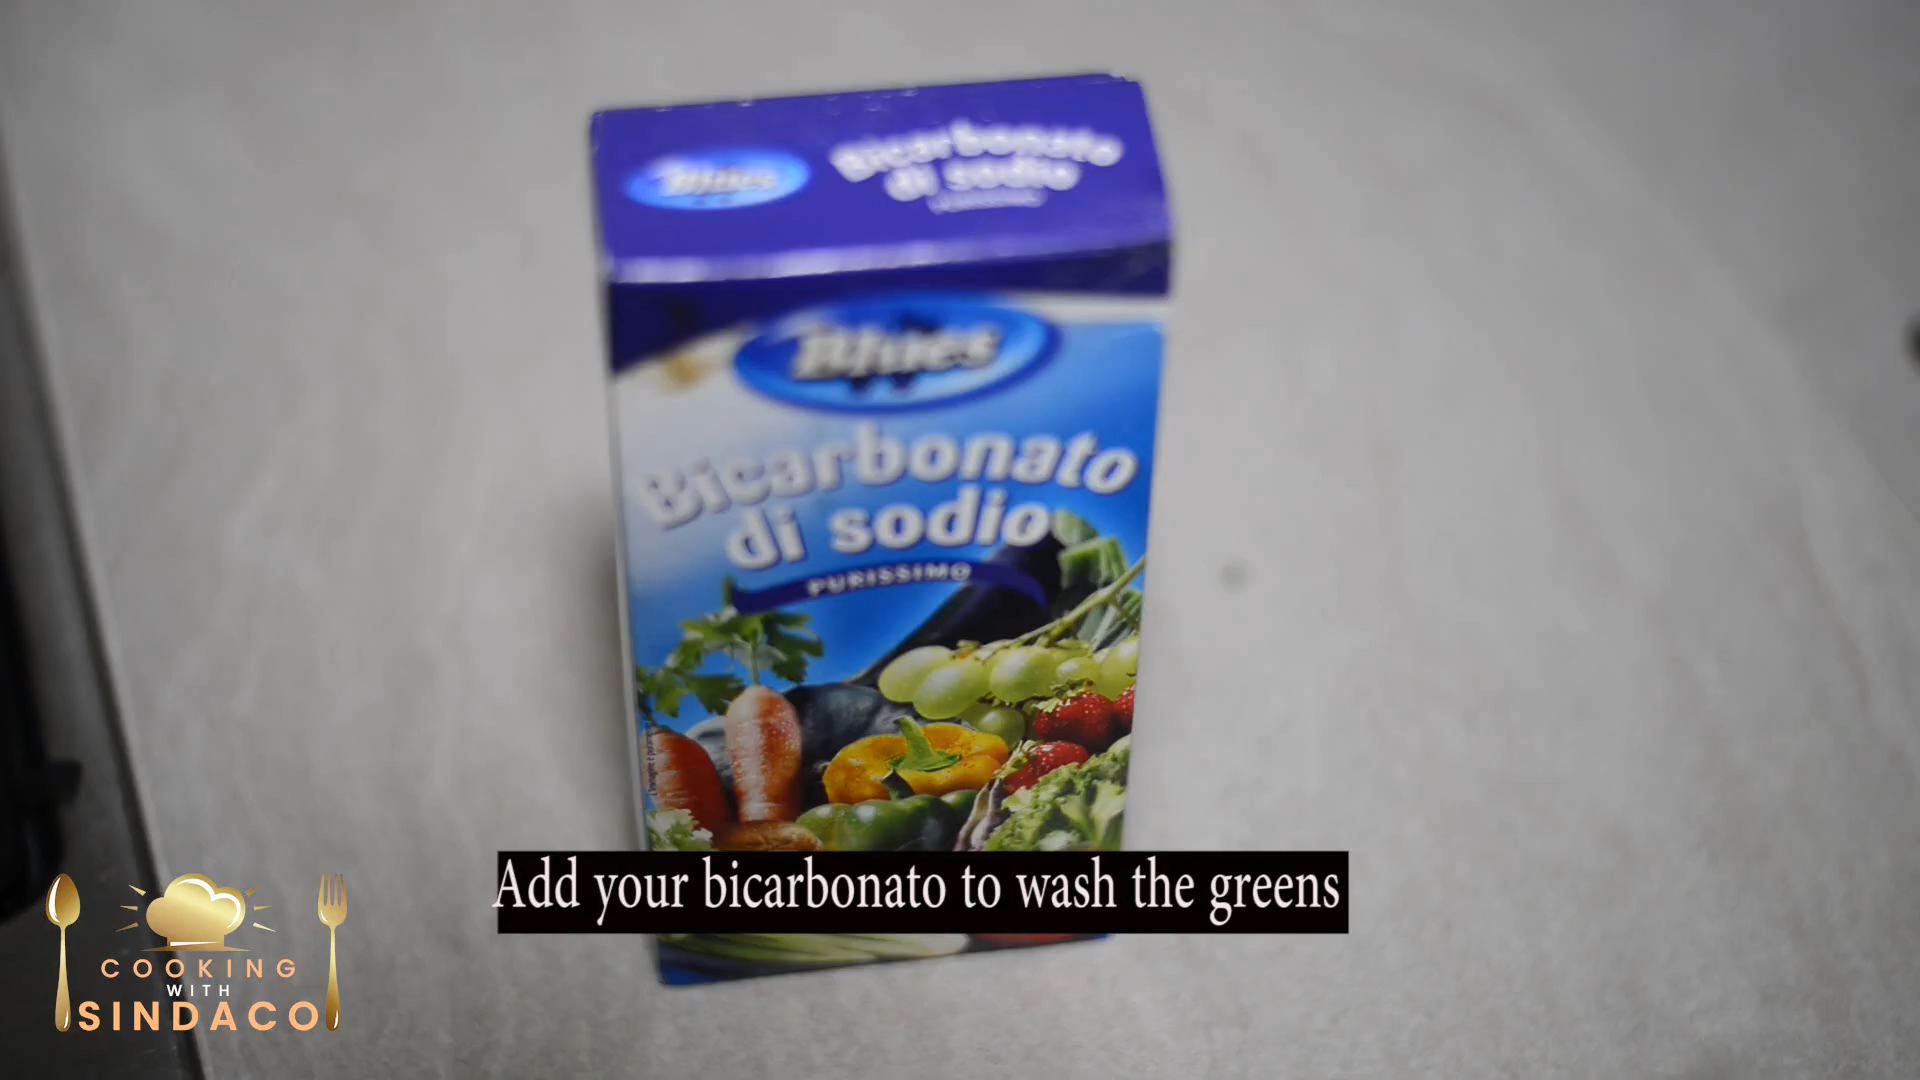 Blues
Bicarbonato
di sodio
Blues
Bicarbonato
di sodio
PURISSIMO
Add your bicarbonato to wash the greens
COOKING
WITH
SINDACO